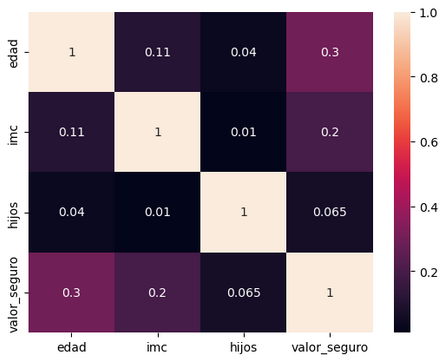 edad 1 0.11 0.04 0.3
imc 0.11 1 0.01 0.2
hijos 0.04 0.01 1 0.065
valor_seguro 0.3 0.2 0.065 1
edad imc hijos valor_seguro
1.0
0.8
0.6
0.4
0.2